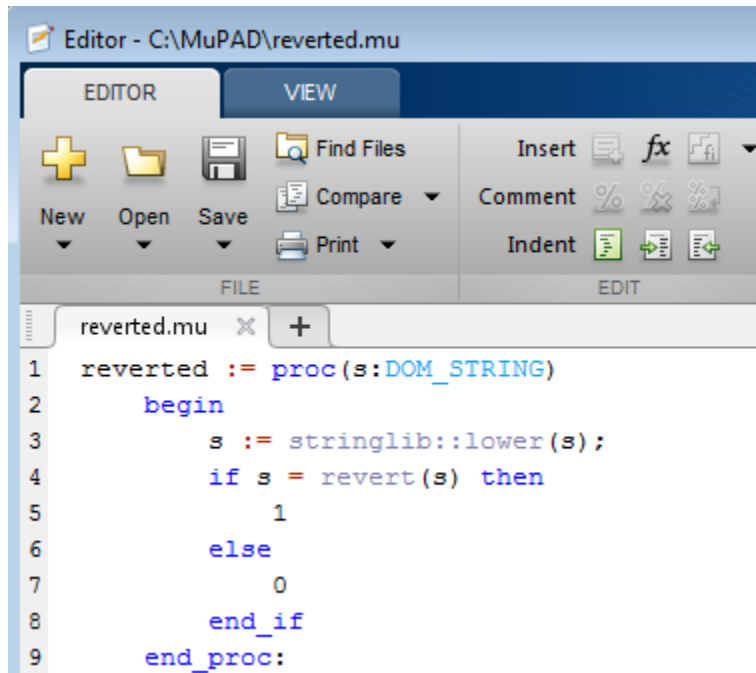 Editor - C:\MuPAD\reverted.mu
EDITOR VIEW
New
Open
Save
Find Files
Compare
Print
FILE
Insert fx fi
Comment % % %
Indent
EDIT
reverted.mu × +
1 reverted := proc(s:DOM_STRING)
2     begin
3         s := stringlib::lower(s);
4         if s = revert(s) then
5             1
6         else
7             0
8         end_if
9     end_proc: